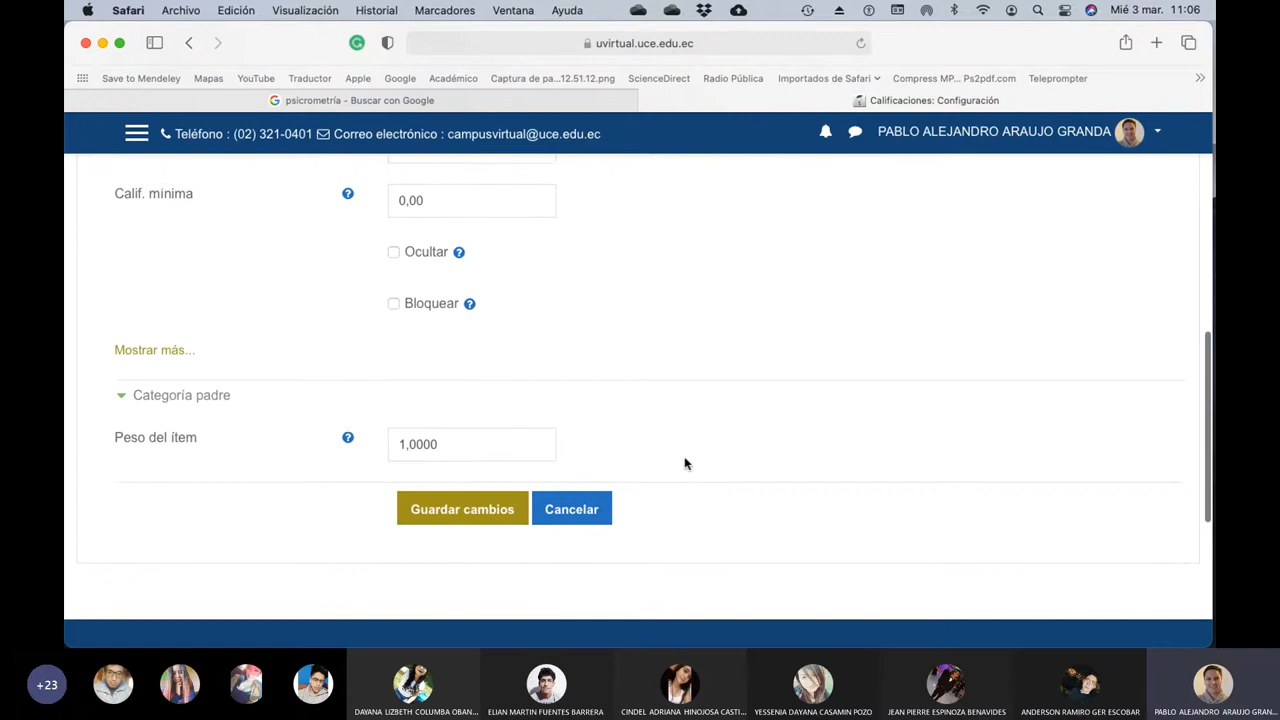 Safari Archivo Edición Visualización Historial Marcadores Ventana Ayuda Mié 3 mar. 11:06
uvirtual.uce.edu.ec
Save to Mendeley Mapas YouTube Traductor Apple Google Académico Captura de pa...12.51.12.png ScienceDirect Radio Pública Importados de Safari Compress MP... Ps2pdf.com Teleprompter
psicrometría - Buscar con Google Calificaciones: Configuración
Teléfono : (02) 321-0401 Correo electrónico : campusvirtual@uce.edu.ec PABLO ALEJANDRO ARAUJO GRANDA
Calif. mínima 0,00
Ocultar
Bloquear
Mostrar más...
Categoría padre
Peso del ítem 1,0000
Guardar cambios Cancelar
+23
DAYANA LIZBETH COLUMBA OBAN... ELIAN MARTIN FUENTES BARRERA CINDEL ADRIANA HINOJOSA CASTI... YESSENIA DAYANA CASAMIN POZO JEAN PIERRE ESPINOZA BENAVIDES ANDERSON RAMIRO GER ESCOBAR PABLO ALEJANDRO ARAUJO GRAN...